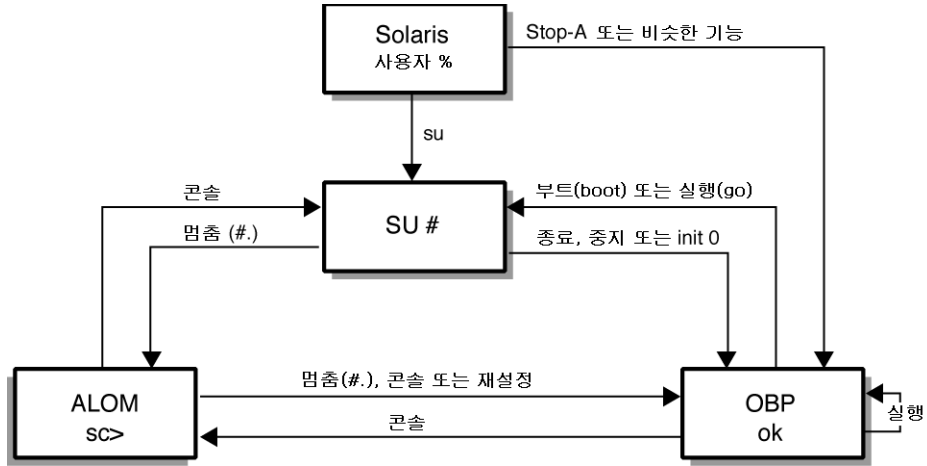 Solaris
사용자 %
Stop-A 또는 비슷한 기능
su
콘솔
SU #
부트(boot) 또는 실행(go)
멈춤 (#.)
종료, 중지 또는 init 0
멈춤(#.), 콘솔 또는 재설정
ALOM
sc>
OBP
ok
실행
콘솔